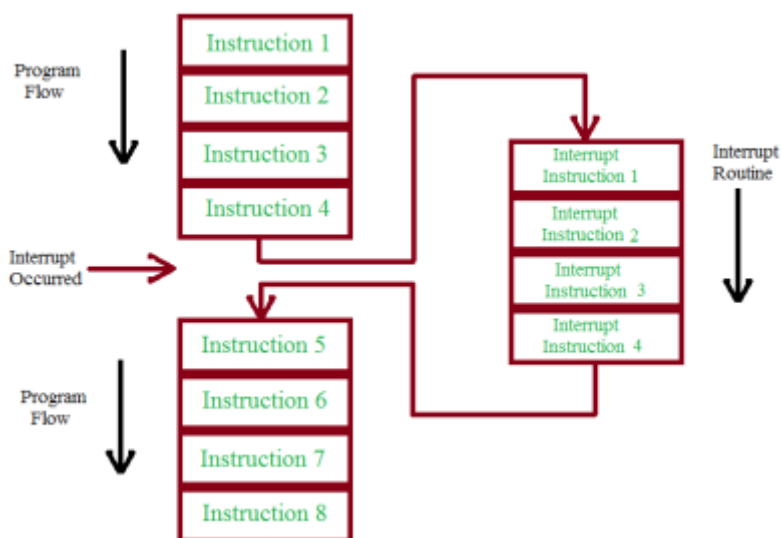 Program
Flow
Instruction 1
Instruction 2
Instruction 3
Instruction 4
Interrupt
Occurred
Interrupt
Instruction 1
Interrupt
Instruction 2
Interrupt
Instruction 3
Interrupt
Instruction 4
Interrupt
Routine
Program
Flow
Instruction 5
Instruction 6
Instruction 7
Instruction 8